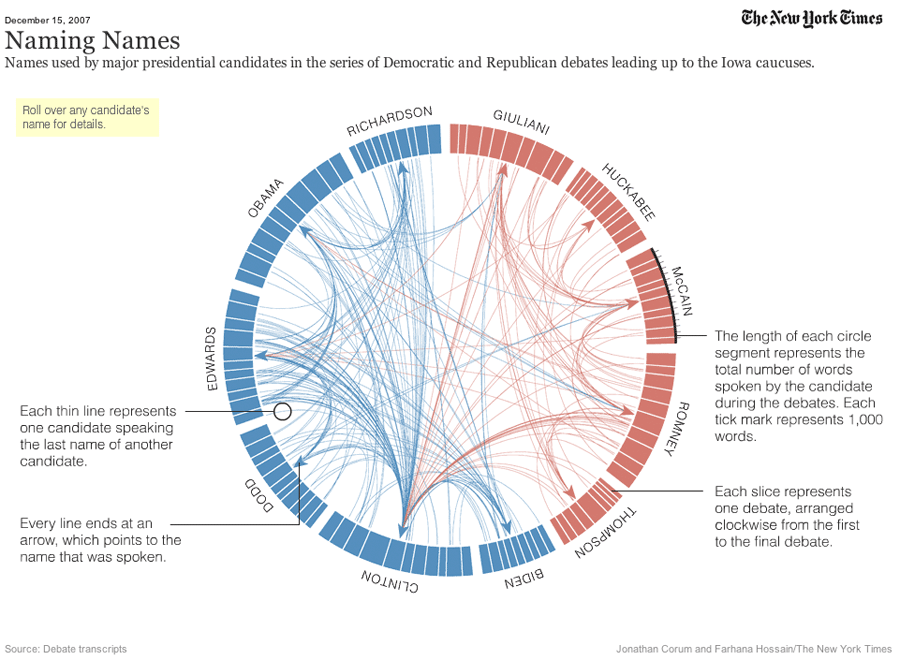 December 15, 2007
The New York Times
Naming Names
Names used by major presidential candidates in the series of Democratic and Republican debates leading up to the Iowa caucuses.
Roll over any candidate's
name for details.
RICHARDSON
GIULIANI
OBAMA
HUCKABEE
McCAIN
EDWARDS
The length of each circle
segment represents the
total number of words
spoken by the candidate
during the debates. Each
tick mark represents 1,000
words.
Each thin line represents
one candidate speaking
the last name of another
candidate.
ROMNEY
DODD
Each slice represents
one debate, arranged
clockwise from the first
to the final debate.
Every line ends at an
arrow, which points to the
name that was spoken.
THOMPSON
CLINTON
BIDEN
Source: Debate transcripts
Jonathan Corum and Farhana Hossain/The New York Times